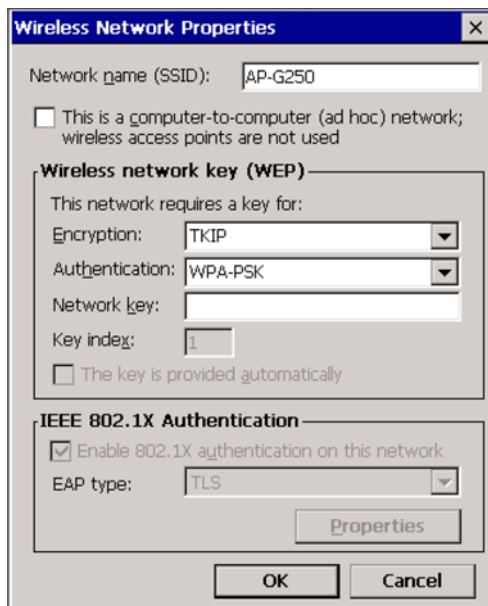 Wireless Network Properties
Network name (SSID): AP-G250
This is a computer-to-computer (ad hoc) network;
wireless access points are not used
Wireless network key (WEP)
This network requires a key for:
Encryption: TKIP
Authentication: WPA-PSK
Network key:
Key index: 1
The key is provided automatically
IEEE 802.1X Authentication
Enable 802.1X authentication on this network
EAP type: TLS
Properties
OK Cancel